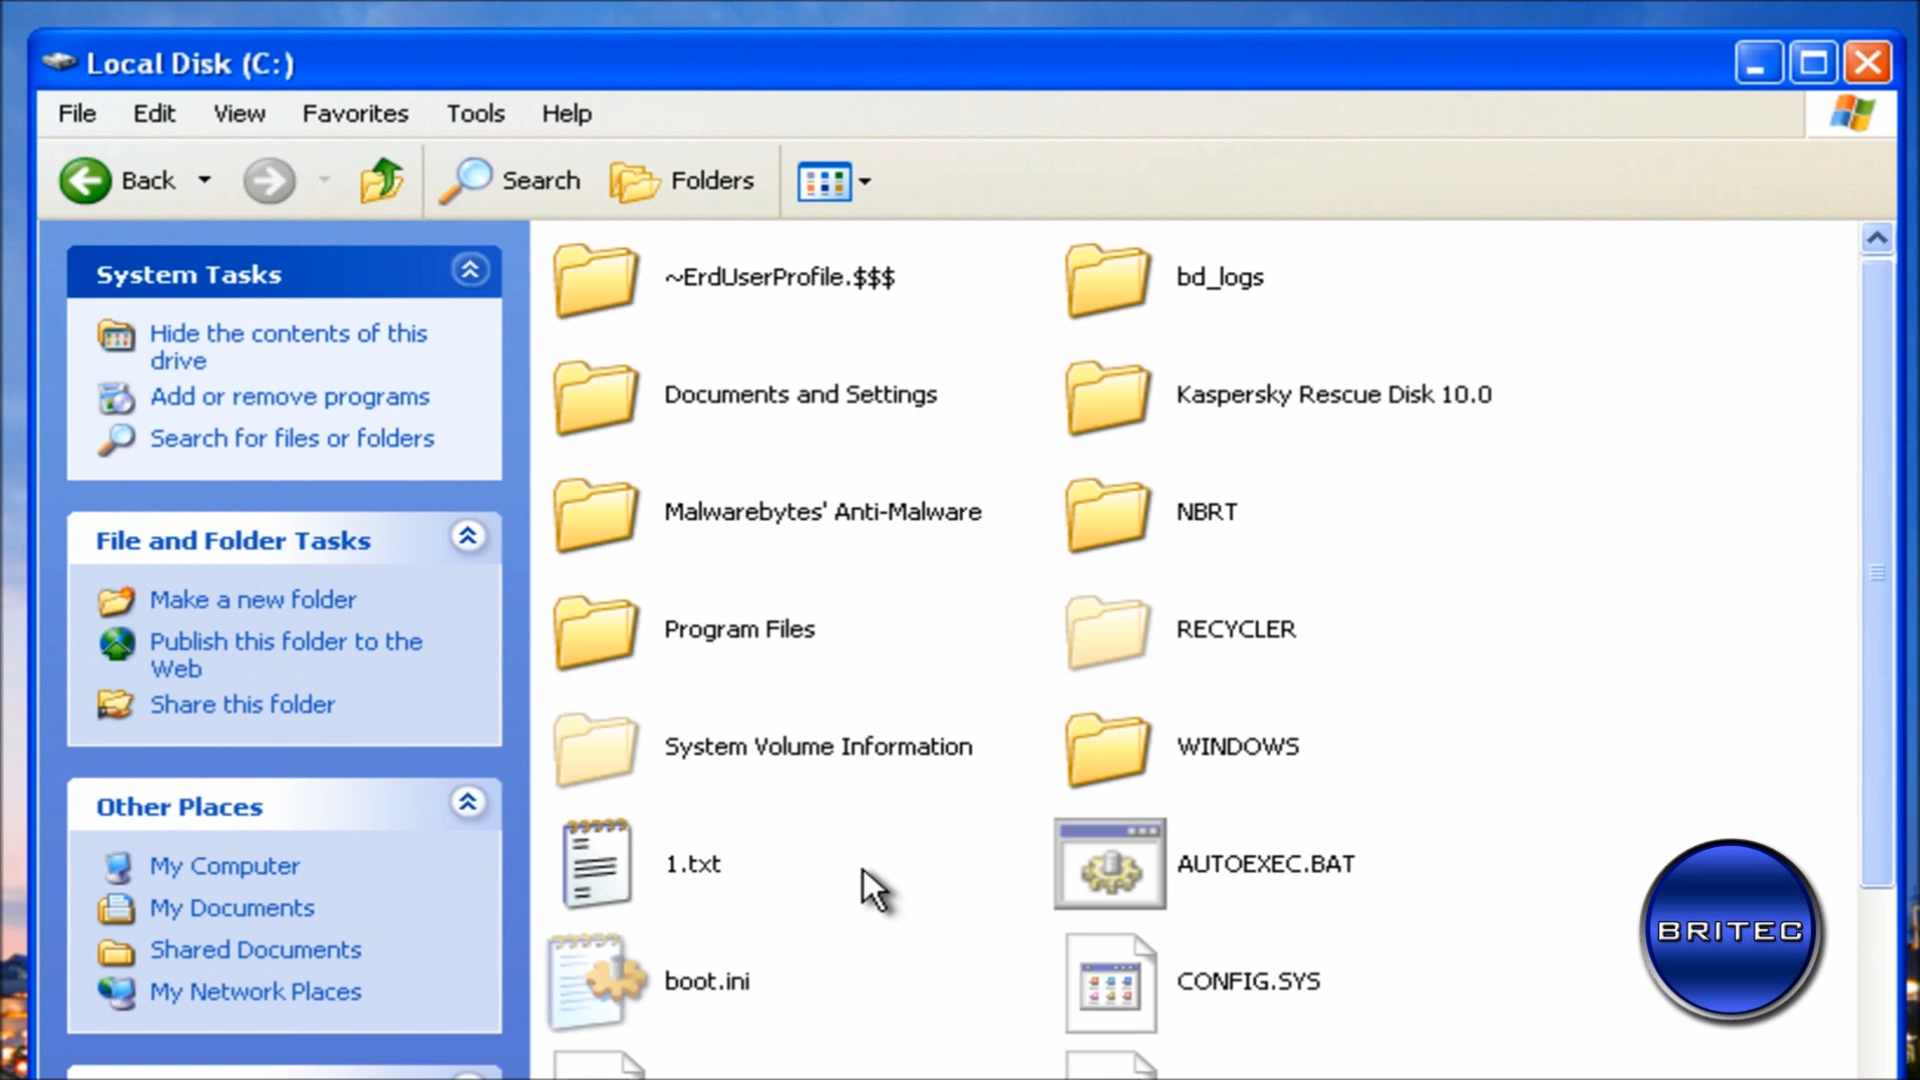 Local Disk (C:)
File Edit View Favorites Tools Help
Back Search Folders
System Tasks
Hide the contents of this
drive
Add or remove programs
Search for files or folders
File and Folder Tasks
Make a new folder
Publish this folder to the
Web
Share this folder
Other Places
My Computer
My Documents
Shared Documents
My Network Places
~ErdUserProfile.$$$ bd_logs
Documents and Settings Kaspersky Rescue Disk 10.0
Malwarebytes' Anti-Malware NBRT
Program Files RECYCLER
System Volume Information WINDOWS
1.txt AUTOEXEC.BAT
boot.ini CONFIG.SYS
BRITEC